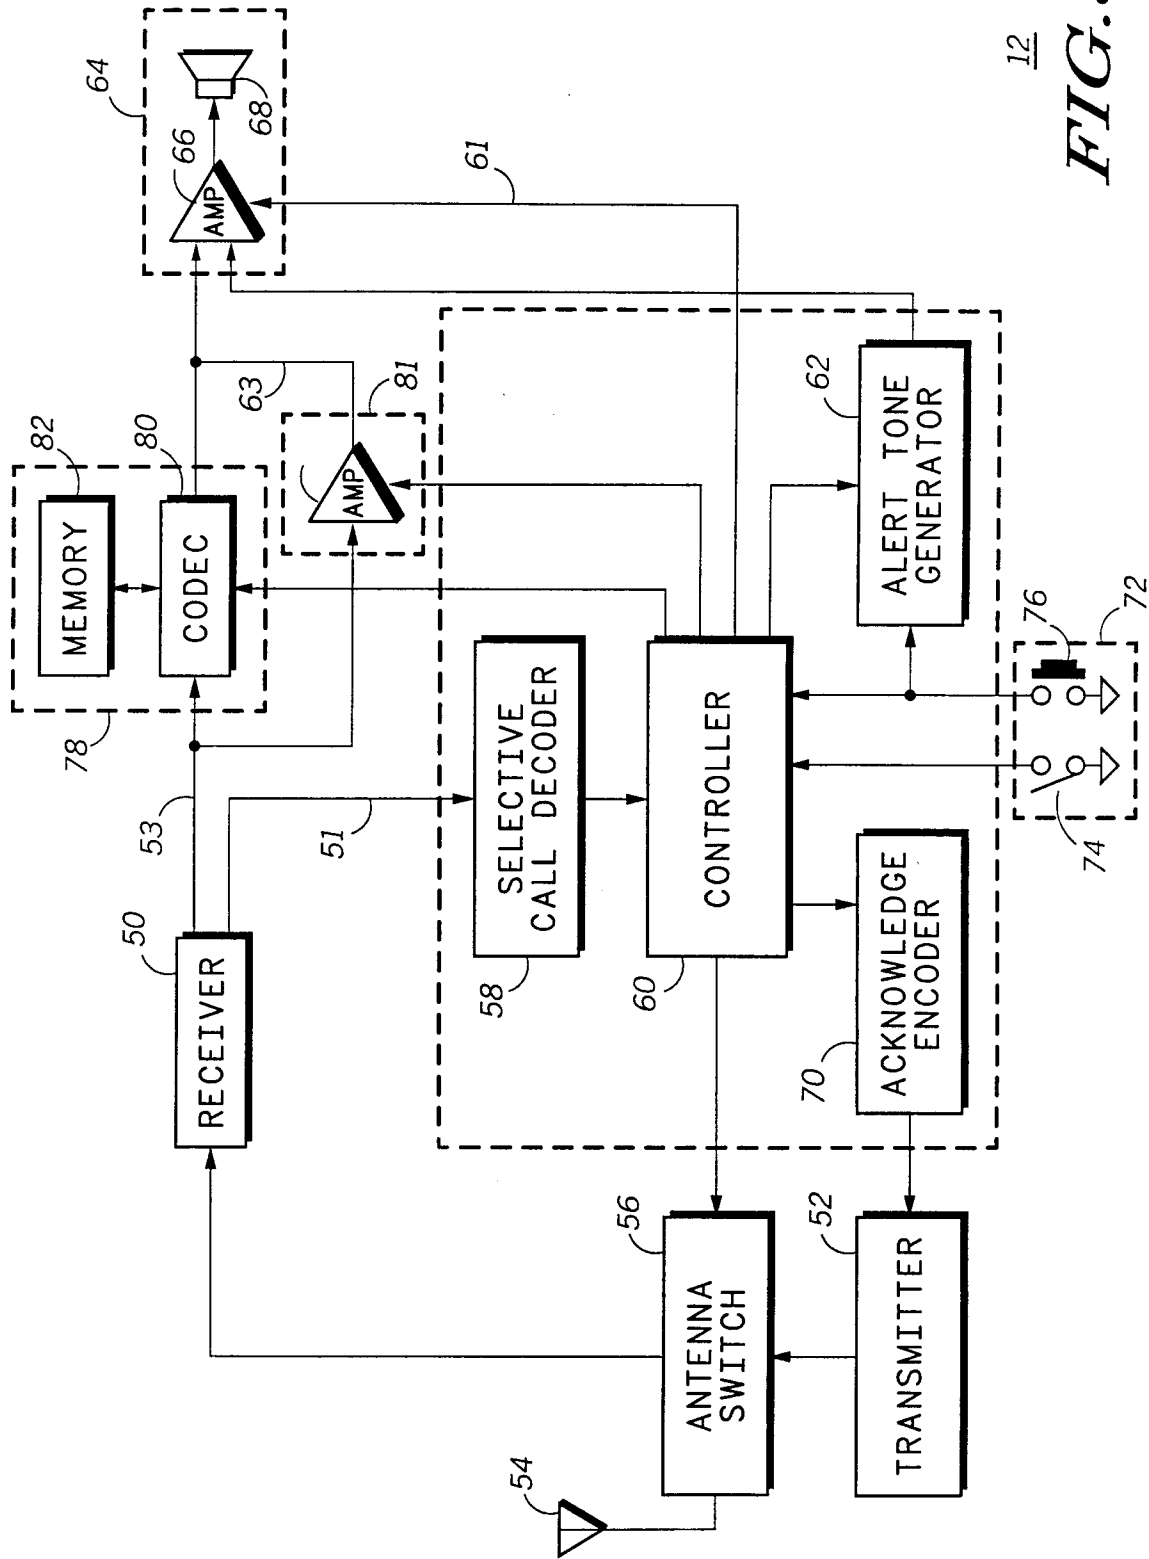 54
ANTENNA
SWITCH
56
TRANSMITTER
52
RECEIVER
50
53
51
MEMORY
82
CODEC
80
78
AMP
81
63
AMP
66
68
64
61
SELECTIVE
CALL DECODER
58
CONTROLLER
60
ACKNOWLEDGE
ENCODER
70
ALERT TONE
GENERATOR
62
74
76
72
12
FIG.